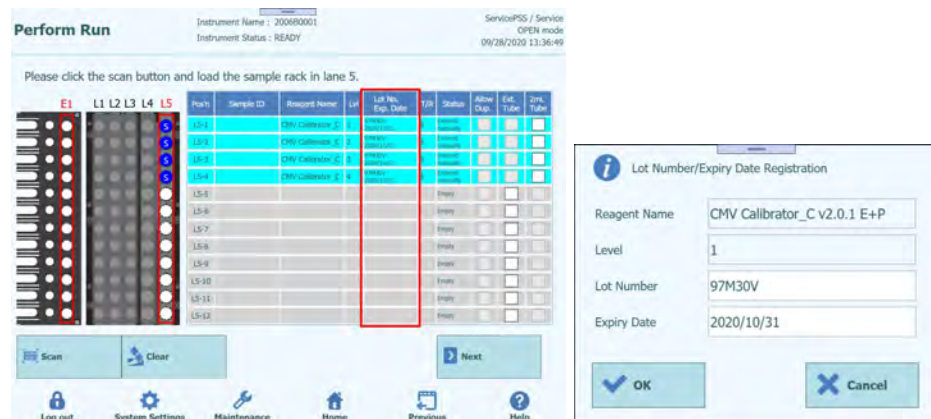 Perform Run
Instrument Name : 200680001
Instrument Status : READY
ServicePSS / Service
OPEN mode
09/28/2020 13:36:49
Please click the scan button and load the sample rack in lane 5.
E1 L1 L2 L3 L4 L5
Pos'n Sample ID Reagent Name Lvl Lot No. Exp. Date T/R Status Allow Dup. Ext. Tube 2mL Tube
S L5-1 CMV Calibrator_C 1
S L5-2 CMV Calibrator_C 2
S L5-3 CMV Calibrator_C 3
S L5-4 CMV Calibrator_C 4
L5-5 Empty
L5-6 Empty
L5-7 Empty
L5-8 Empty
L5-9 Empty
L5-10 Empty
L5-11 Empty
L5-12 Empty
Scan
Clear
Next
Log out
System Settings
Maintenance
Home
Previous
Help
Lot Number/Expiry Date Registration
Reagent Name CMV Calibrator_C v2.0.1 E+P
Level 1
Lot Number 97M30V
Expiry Date 2020/10/31
OK
Cancel